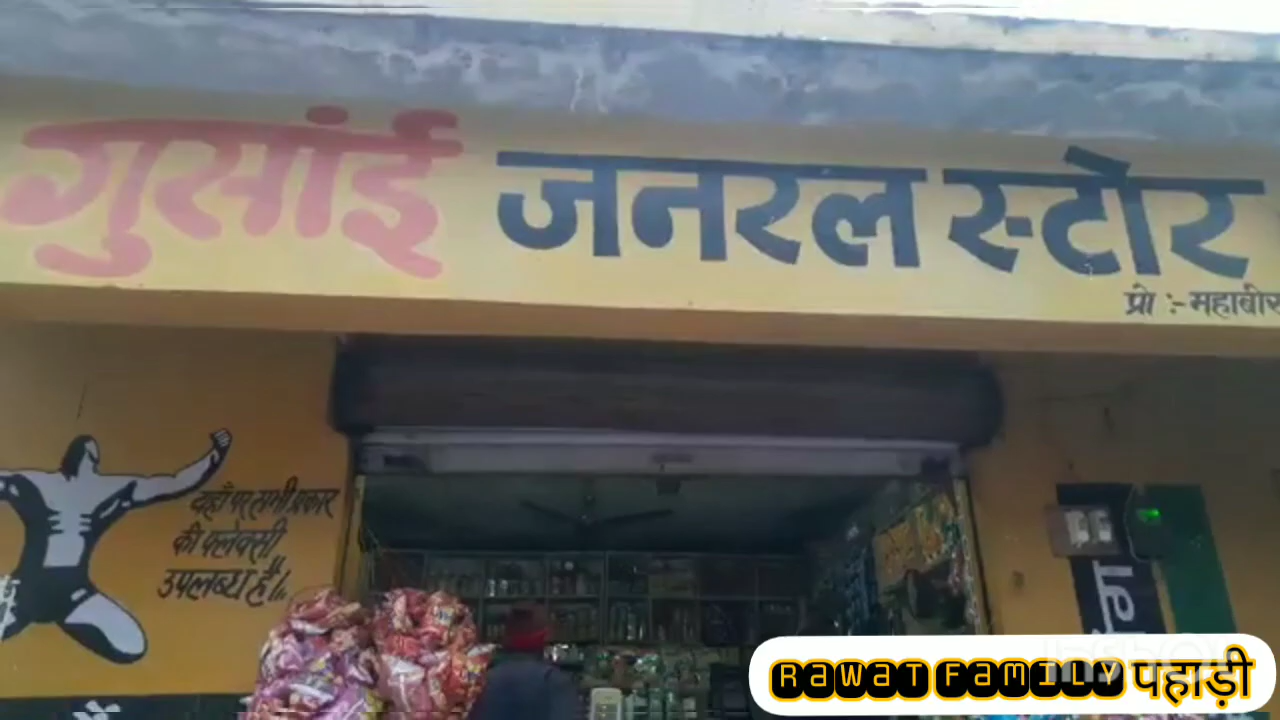 गुसांई जनरल स्टोर
प्रो :- महाबीर
यहाँ पर सभी प्रकार
की फ्लेक्सी
उपलब्ध हैं।
RAWAT FAMILY पहाड़ी